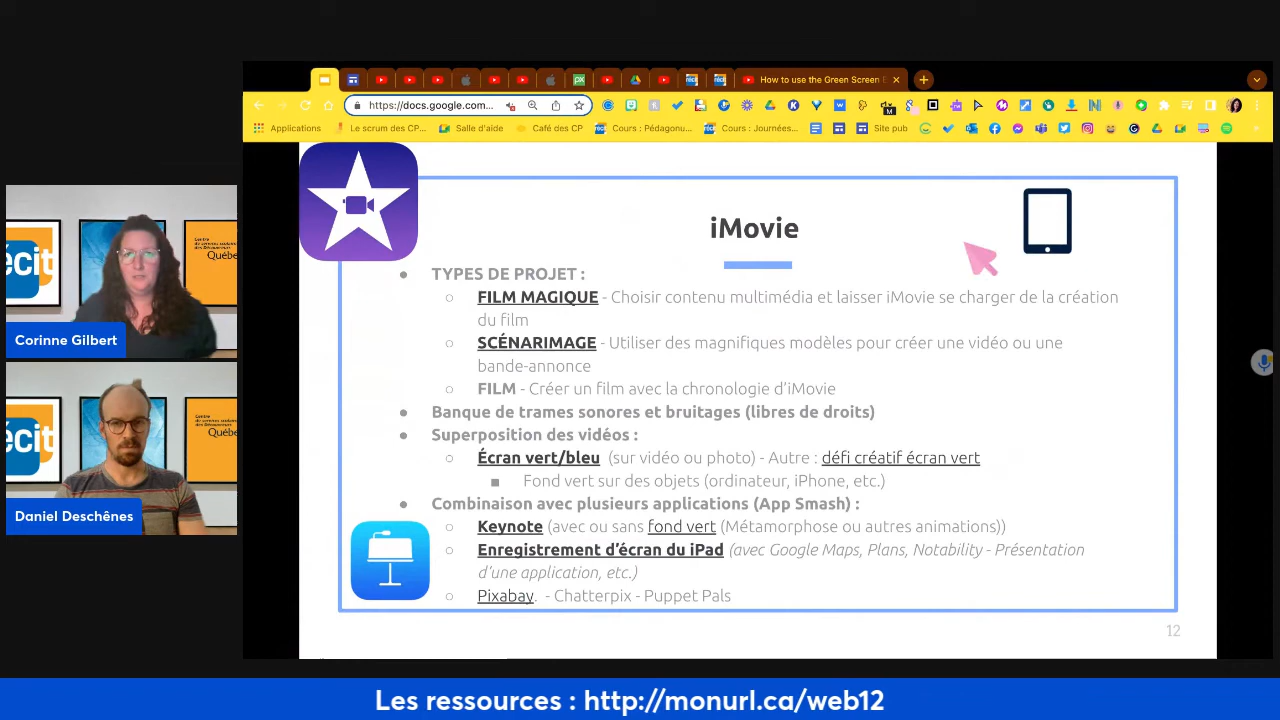 How to use the Green Screen
https://docs.google.com...
Applications
Le scrum des CP...
Salle d'aide
Café des CP
Cours : Pédagonu...
Cours : Journées...
Site pub
iMovie
TYPES DE PROJET :
FILM MAGIQUE - Choisir contenu multimédia et laisser iMovie se charger de la création
du film
SCÉNARIMAGE - Utiliser des magnifiques modèles pour créer une vidéo ou une
bande-annonce
FILM - Créer un film avec la chronologie d'iMovie
Banque de trames sonores et bruitages (libres de droits)
Superposition des vidéos :
Écran vert/bleu (sur vidéo ou photo) - Autre : défi créatif écran vert
Fond vert sur des objets (ordinateur, iPhone, etc.)
Combinaison avec plusieurs applications (App Smash) :
Keynote (avec ou sans fond vert (Métamorphose ou autres animations))
Enregistrement d'écran du iPad (avec Google Maps, Plans, Notability - Présentation
d'une application, etc.)
Pixabay. - Chatterpix - Puppet Pals
12
écit
Québe
Corinne Gilbert
écit
Québe
Daniel Deschênes
Les ressources : http://monurl.ca/web12